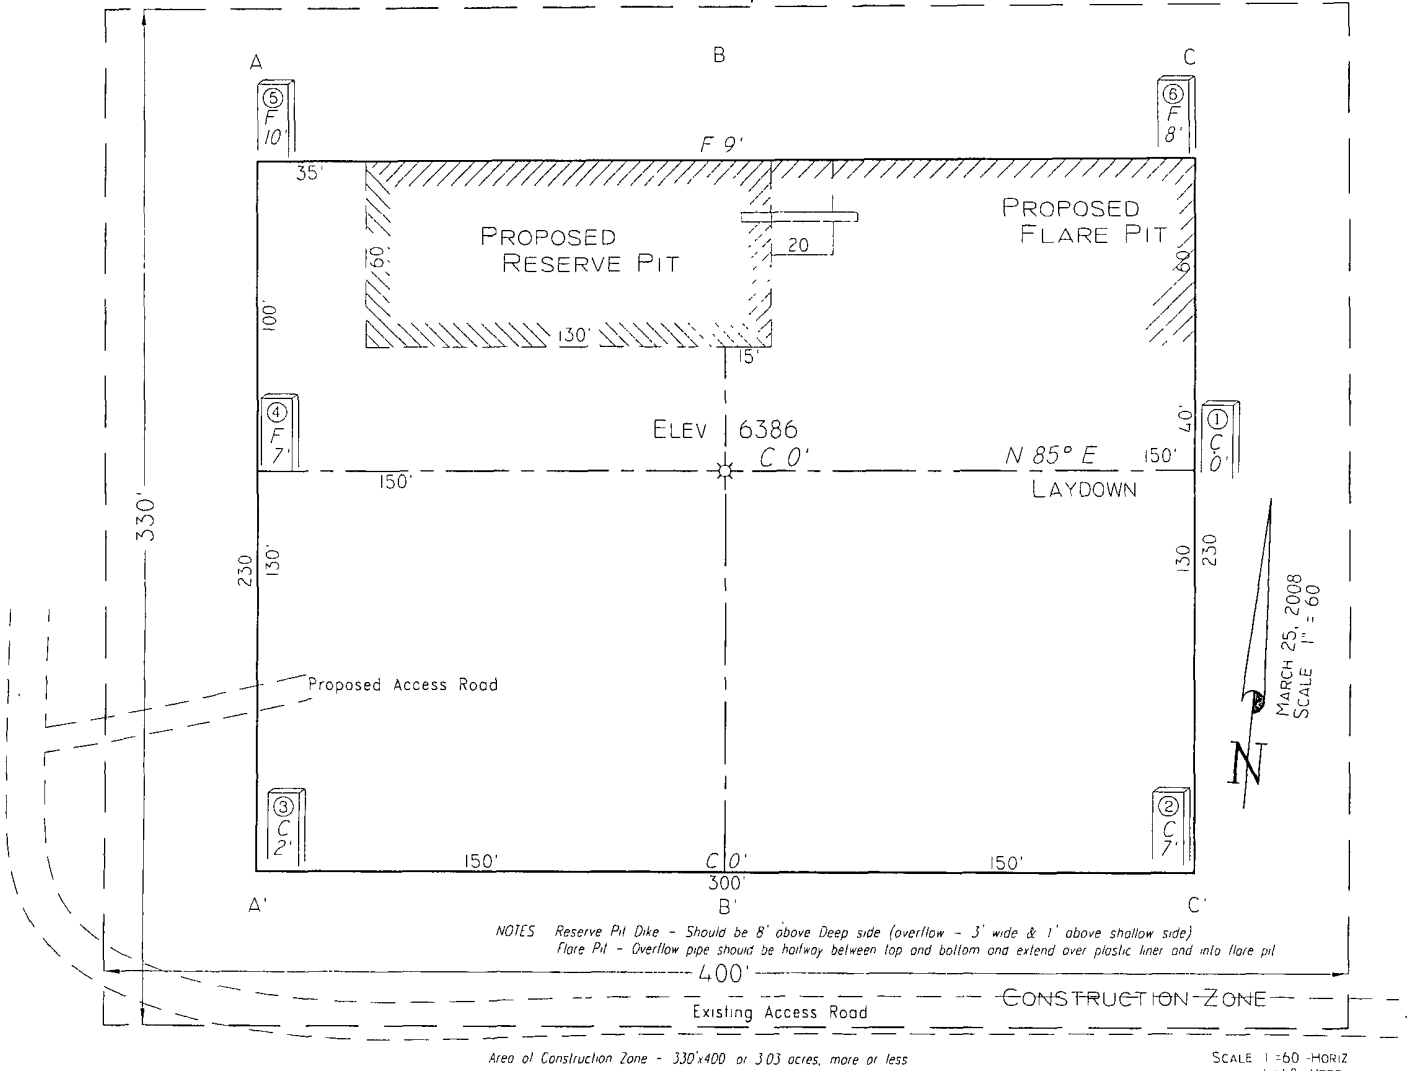 A
B
C
⑤
F
10'
⑥
F
8'
F 9'
35'
PROPOSED
RESERVE PIT
PROPOSED
FLARE PIT
20
60
60
100'
130'
15'
④
F
7'
ELEV 6386
C 0'
N 85° E
150'
LAYDOWN
40'
①
C
0'
150'
330'
230
130'
130
230
MARCH 25, 2008
SCALE 1" = 60
N
Proposed Access Road
③
C
2'
②
C
7'
150'
C 0'
150'
300'
A'
B'
C'
NOTES Reserve Pit Dike - Should be 8' above Deep side (overflow - 3' wide & 1' above shallow side)
Flare Pit - Overflow pipe should be halfway between top and bottom and extend over plastic liner and into flare pit
400'
CONSTRUCTION ZONE
Existing Access Road
Area of Construction Zone - 330'x400 or 3.03 acres, more or less
SCALE 1 =60 -HORIZ